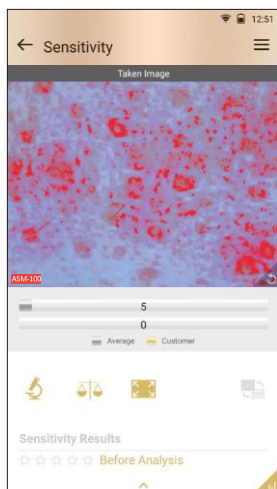 12:51
Sensitivity
Taken Image
ASM-100
5
0
Average Customer
Sensitivity Results
Before Analysis